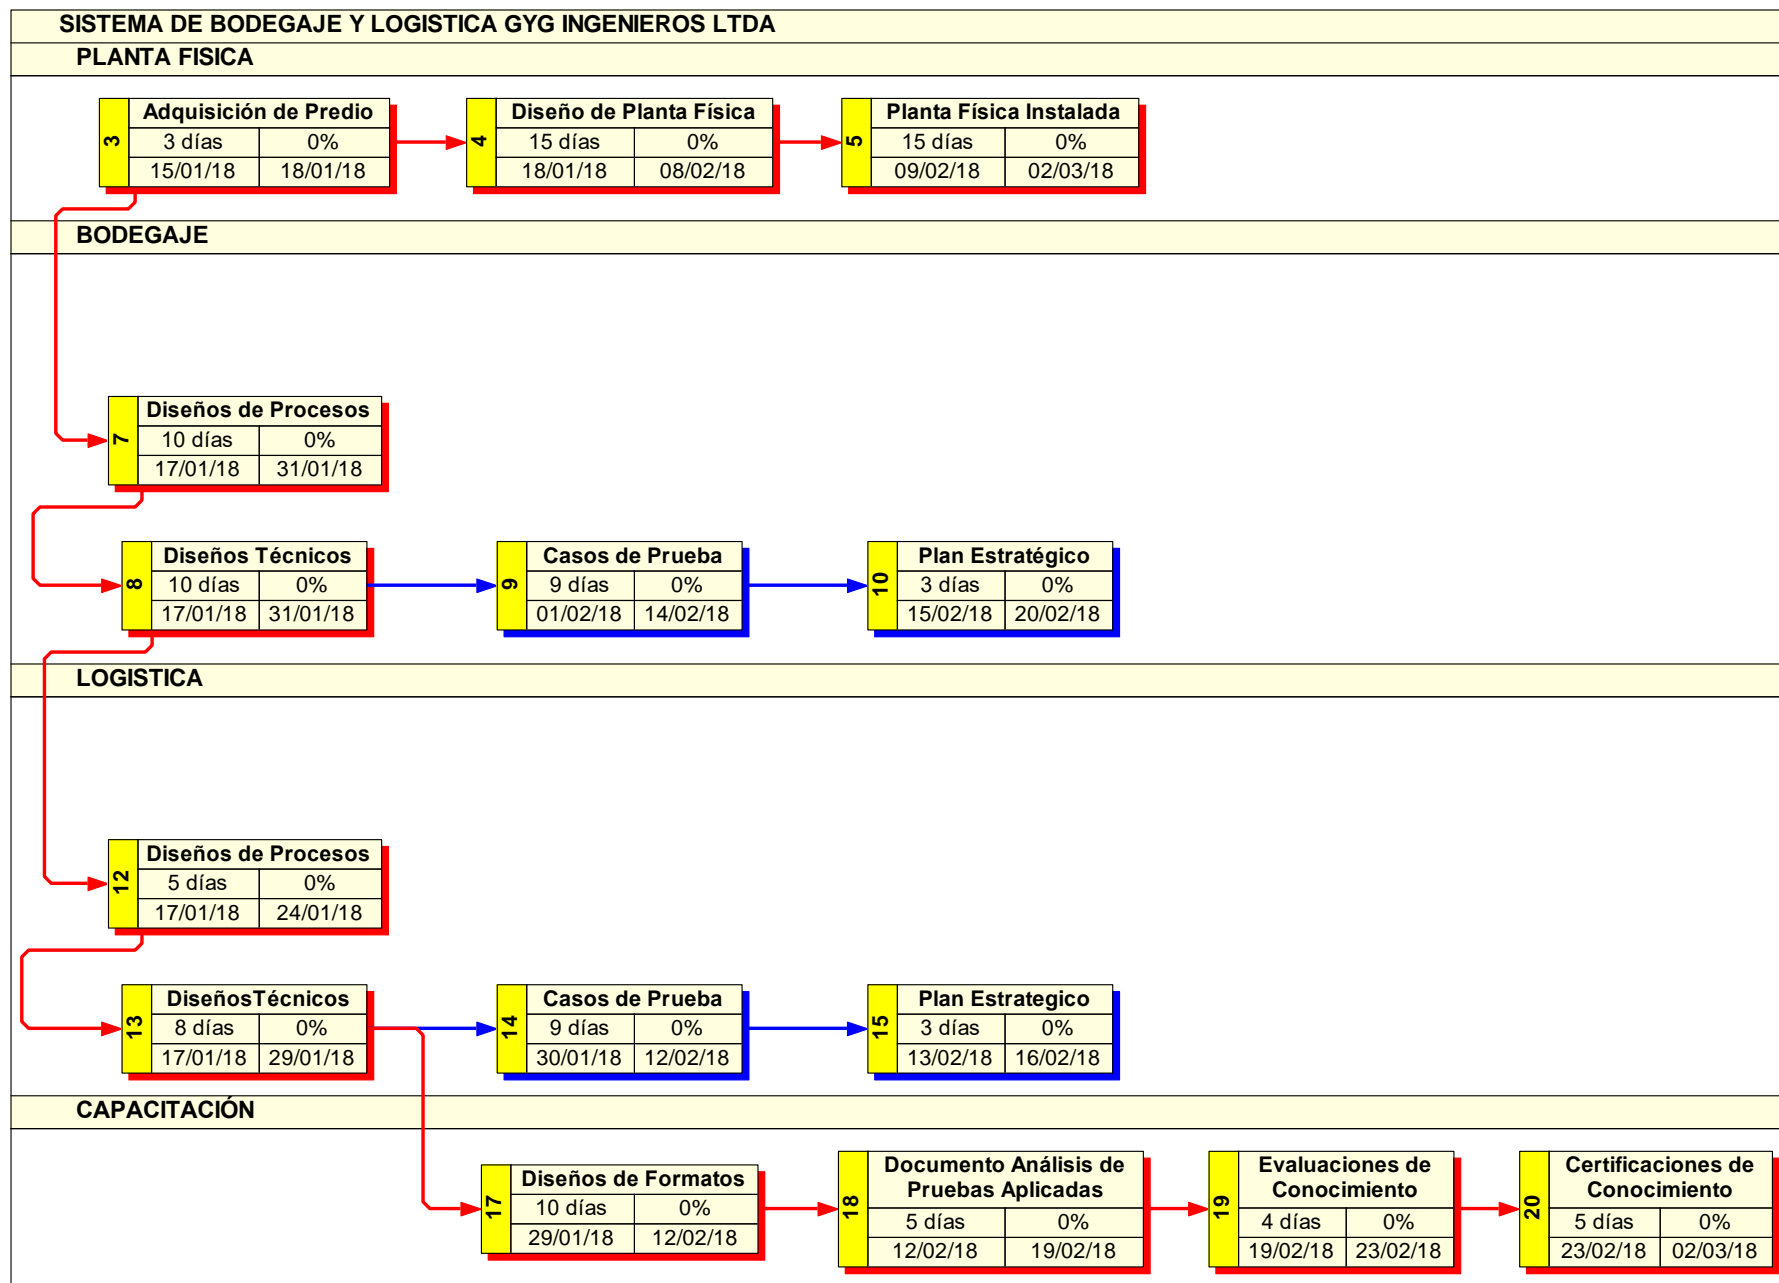 SISTEMA DE BODEGAJE Y LOGISTICA GYG INGENIEROS LTDA
PLANTA FISICA
3
Adquisición de Predio
3 días 0%
15/01/18 18/01/18
4
Diseño de Planta Física
15 días 0%
18/01/18 08/02/18
5
Planta Física Instalada
15 días 0%
09/02/18 02/03/18
BODEGAJE
7
Diseños de Procesos
10 días 0%
17/01/18 31/01/18
8
Diseños Técnicos
10 días 0%
17/01/18 31/01/18
9
Casos de Prueba
9 días 0%
01/02/18 14/02/18
10
Plan Estratégico
3 días 0%
15/02/18 20/02/18
LOGISTICA
12
Diseños de Procesos
5 días 0%
17/01/18 24/01/18
13
DiseñosTécnicos
8 días 0%
17/01/18 29/01/18
14
Casos de Prueba
9 días 0%
30/01/18 12/02/18
15
Plan Estrategico
3 días 0%
13/02/18 16/02/18
CAPACITACIÓN
17
Diseños de Formatos
10 días 0%
29/01/18 12/02/18
18
Documento Análisis de
Pruebas Aplicadas
5 días 0%
12/02/18 19/02/18
19
Evaluaciones de
Conocimiento
4 días 0%
19/02/18 23/02/18
20
Certificaciones de
Conocimiento
5 días 0%
23/02/18 02/03/18